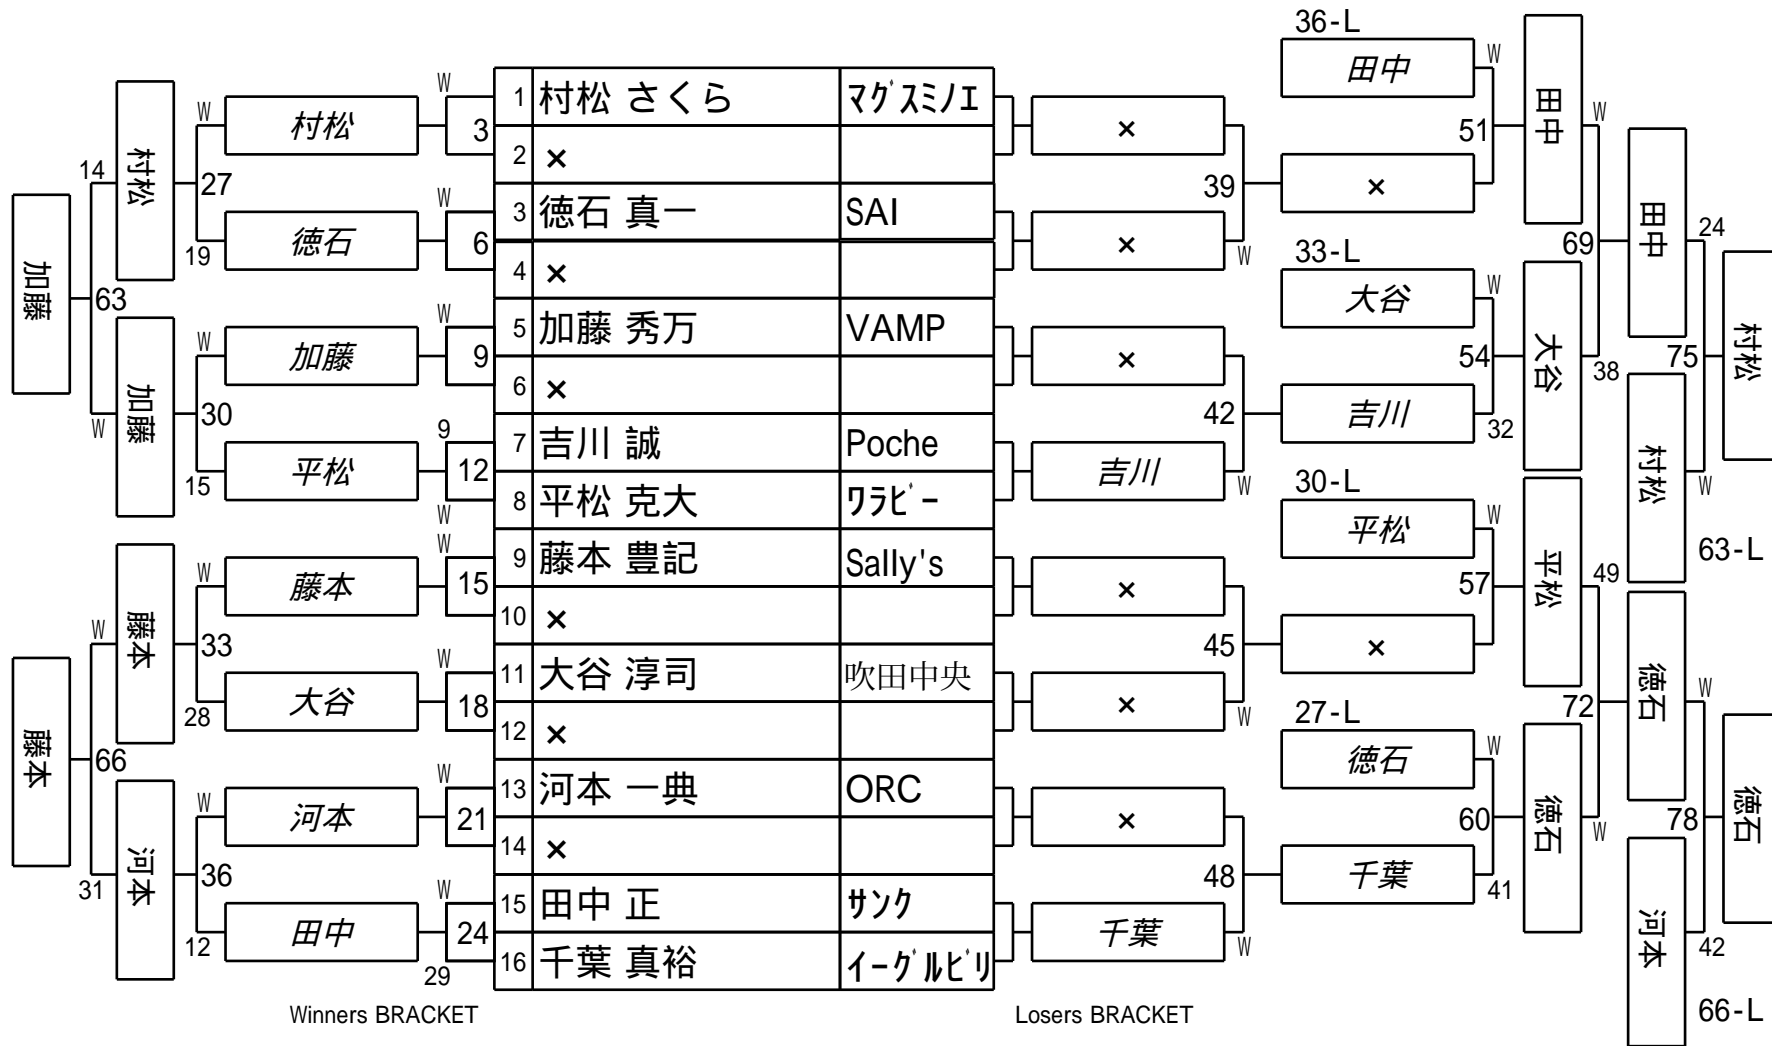 36-L
田中
W
田中
W
村松
W
村松
W
3
1 村松 さくら マグスミノエ
×
51
田中
2 ×
14
村松
27
39
×
W
3 徳石 真一 SAI
69
24
19
徳石
6
×
W
4 ×
33-L
加藤
63
大谷
W
大谷
W
5 加藤 秀万 VAMP
W
加藤
9
×
54
38
75
村松
6 ×
W
加藤
30
42
吉川
32
村松
9
7 吉川 誠 Poche
15
平松
12
吉川
W
W
8 平松 克大 ワラビー
W
30-L
平松
W
平松
63-L
W
9 藤本 豊記 Sally's
W
藤本
15
×
57
49
10 ×
W
藤本
33
45
×
徳石
W
11 大谷 淳司 吹田中央
28
大谷
18
×
W
72
W
12 ×
27-L
藤本
66
徳石
W
徳石
徳石
W
13 河本 一典 ORC
W
河本
21
×
60
W
78
14 ×
31
河本
36
48
千葉
41
河本
W
15 田中 正 サンク
12
田中
24
千葉
W
42
29
16 千葉 真裕 イーグルビリ
66-L
Winners BRACKET
Losers BRACKET